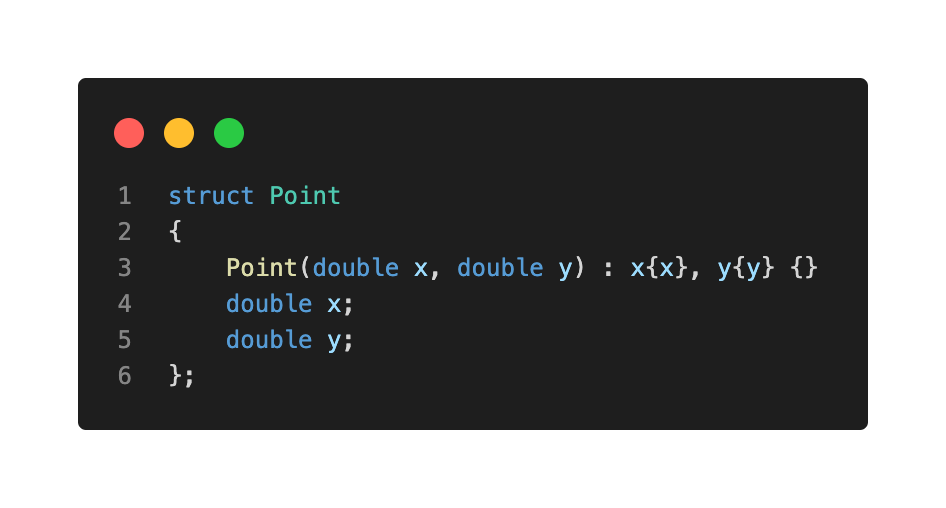 1 struct Point
2 {
3     Point(double x, double y) : x{x}, y{y} {}
4     double x;
5     double y;
6 };